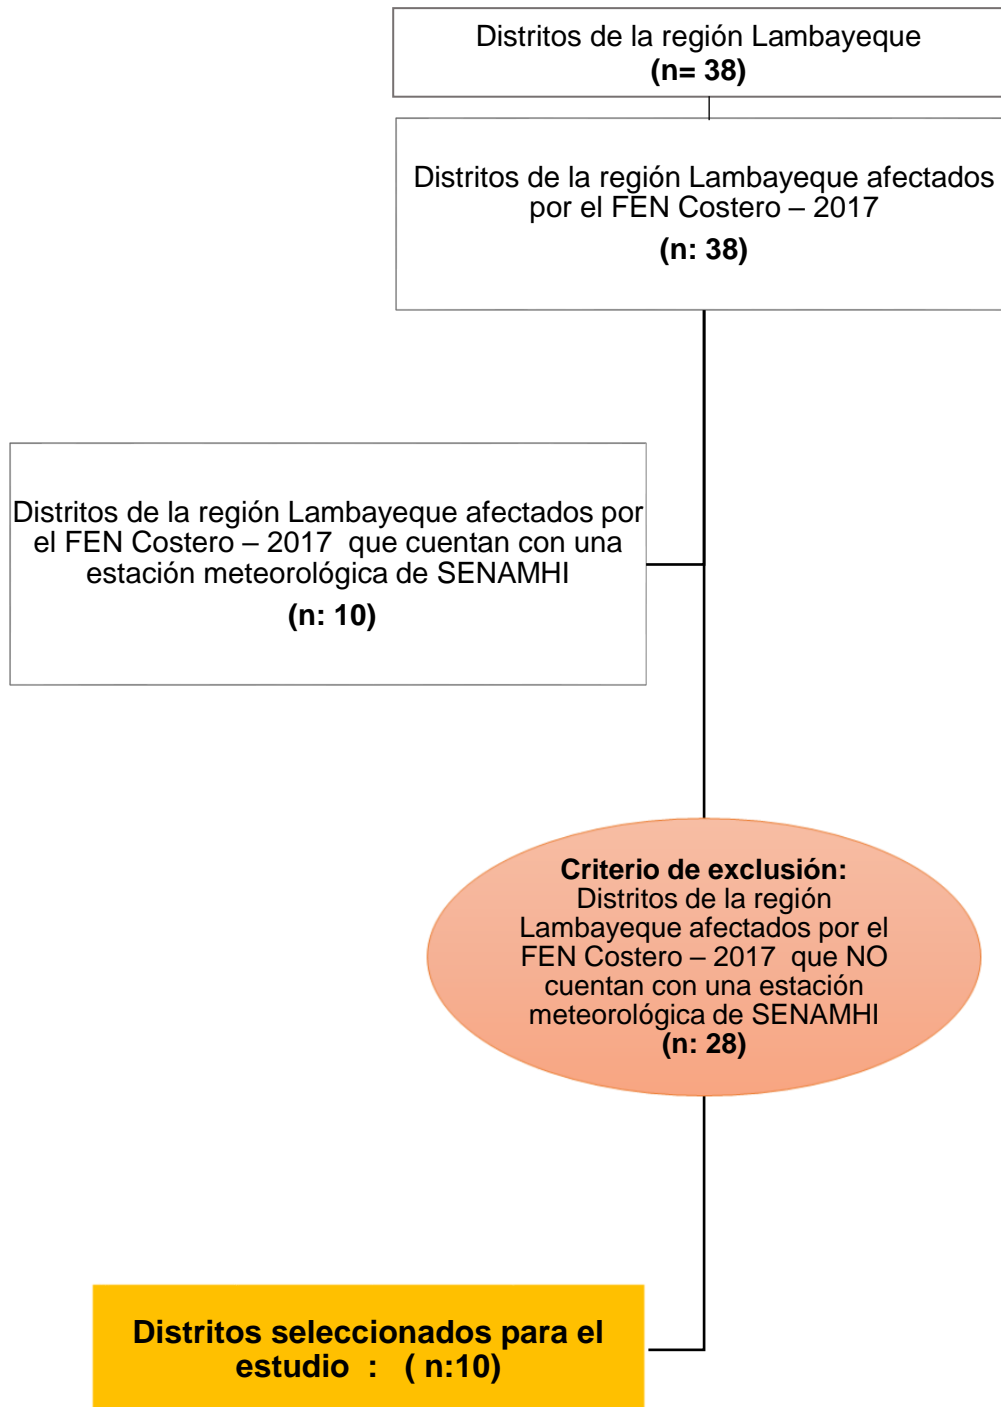 Distritos de la región Lambayeque
(n= 38)
Distritos de la región Lambayeque afectados
por el FEN Costero – 2017
(n: 38)
Distritos de la región Lambayeque afectados por
el FEN Costero – 2017 que cuentan con una
estación meteorológica de SENAMHI
(n: 10)
Criterio de exclusión:
Distritos de la región
Lambayeque afectados por el
FEN Costero – 2017 que NO
cuentan con una estación
meteorológica de SENAMHI
(n: 28)
Distritos seleccionados para el
estudio : ( n:10)